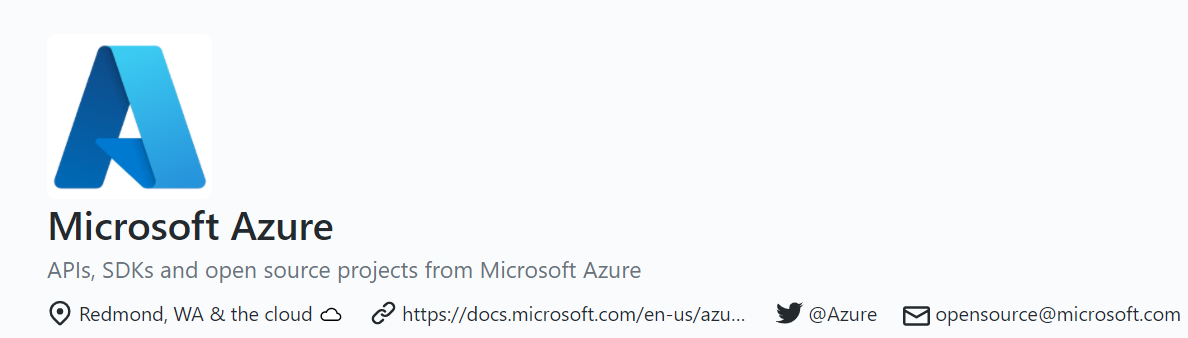 Microsoft Azure
APIs, SDKs and open source projects from Microsoft Azure
Redmond, WA & the cloud https://docs.microsoft.com/en-us/azu... @Azure opensource@microsoft.com